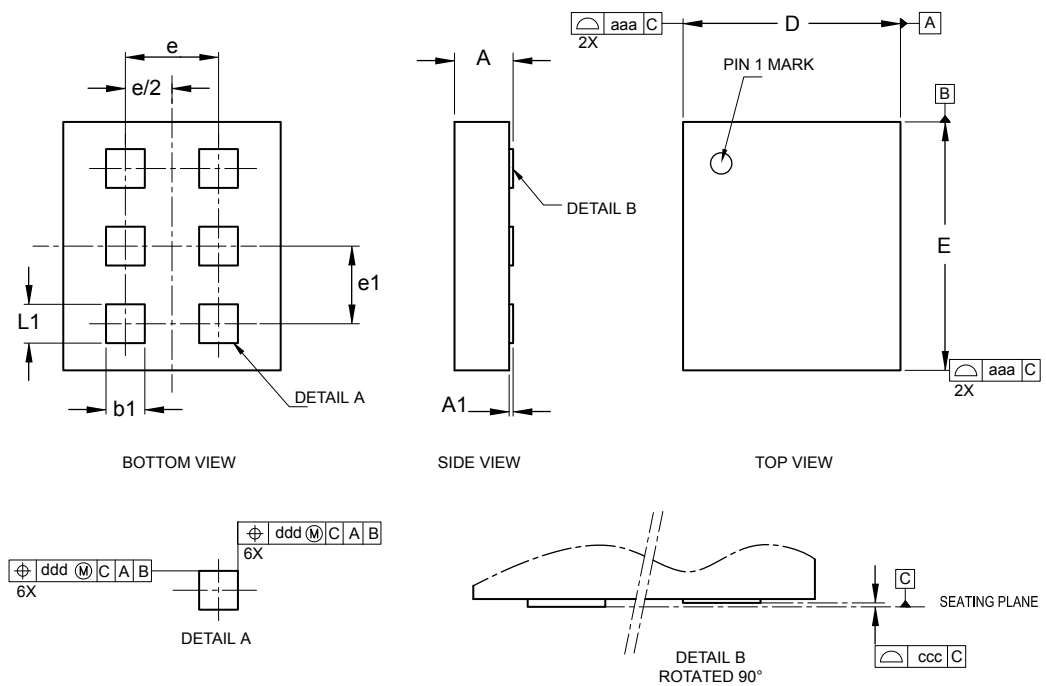 ⌓ aaa C
2X
D
A
e
A
PIN 1 MARK
e/2
B
DETAIL B
E
e1
L1
⌓ aaa C
2X
DETAIL A
b1
A1
BOTTOM VIEW
SIDE VIEW
TOP VIEW
⌖ ddd Ⓜ C A B
6X
⌖ ddd Ⓜ C A B
6X
DETAIL A
C
SEATING PLANE
⌓ ccc C
DETAIL B
ROTATED 90°